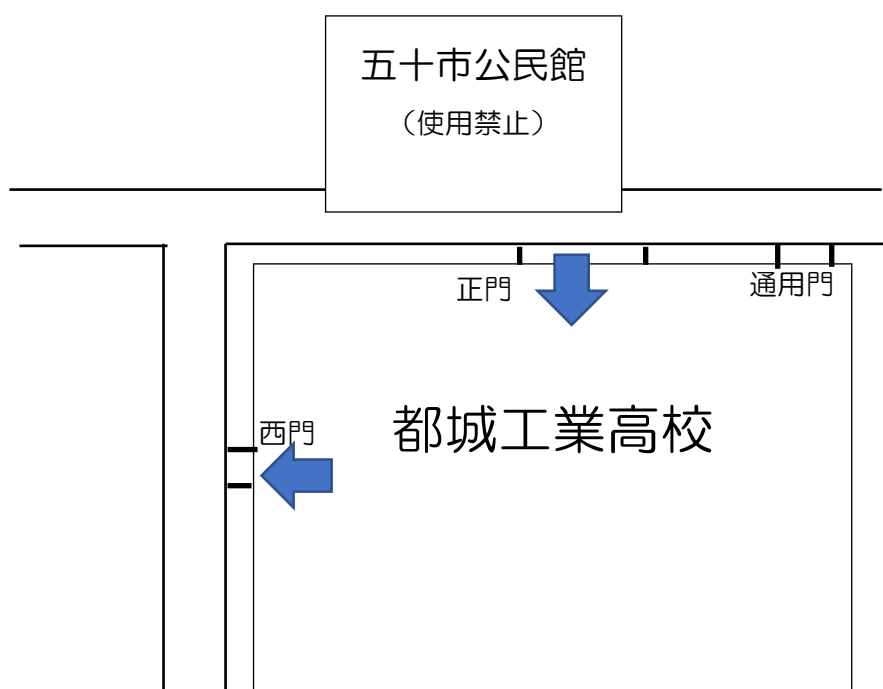 五十市公民館
（使用禁止）
正門
通用門
西門
都城工業高校